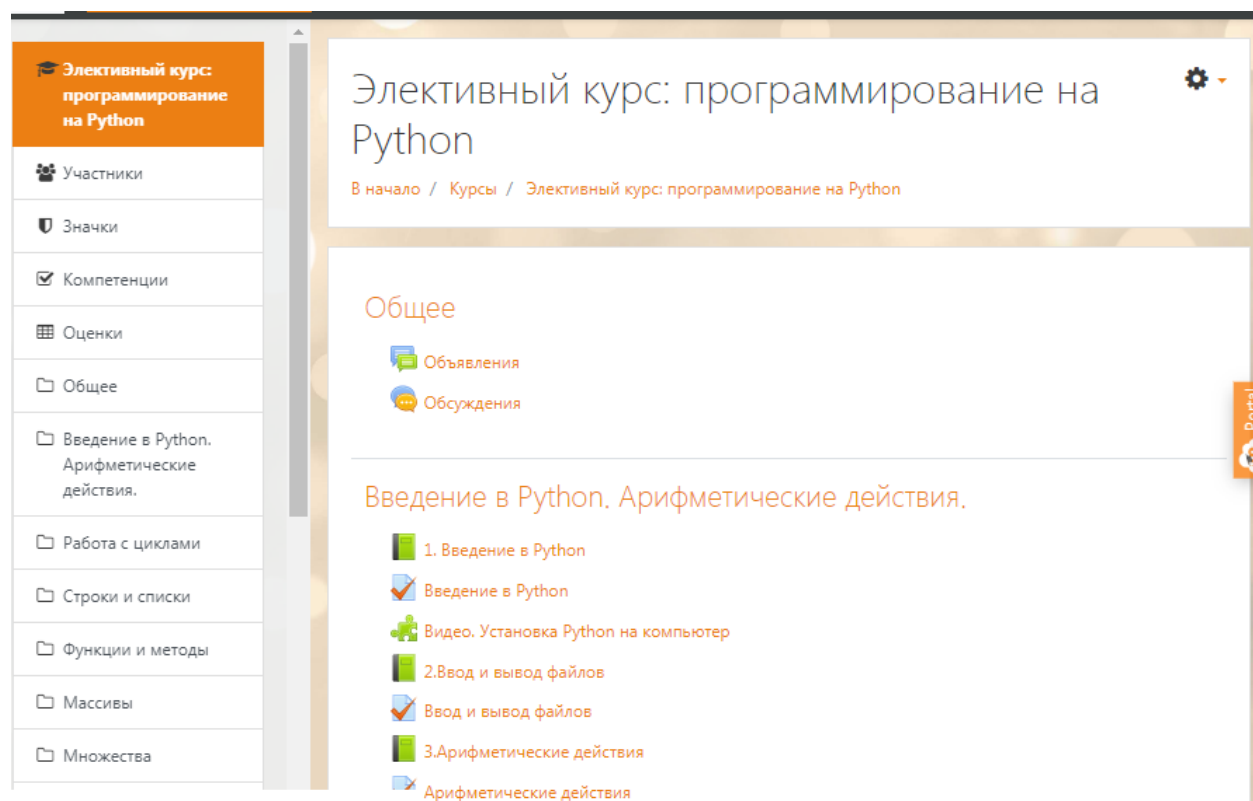 Элективный курс:
программирование
на Python
Участники
Значки
Компетенции
Оценки
Общее
Введение в Python.
Арифметические
действия.
Работа с циклами
Строки и списки
Функции и методы
Массивы
Множества
Элективный курс: программирование на
Python
В начало / Курсы / Элективный курс: программирование на Python
Общее
Объявления
Обсуждения
Введение в Python. Арифметические действия.
1. Введение в Python
Введение в Python
Видео. Установка Python на компьютер
2.Ввод и вывод файлов
Ввод и вывод файлов
3.Арифметические действия
Арифметические действия
Portal